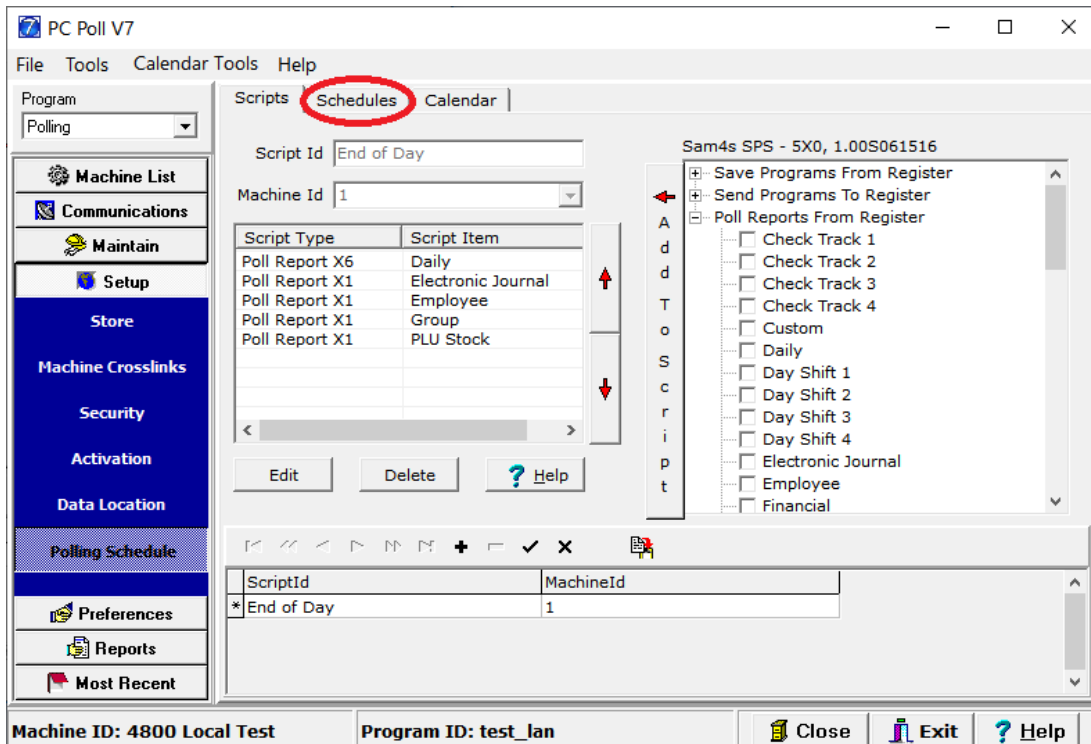 PC Poll V7
File Tools Calendar Tools Help
Program
Polling
Machine List
Communications
Maintain
Setup
Store
Machine Crosslinks
Security
Activation
Data Location
Polling Schedule
Preferences
Reports
Most Recent
Scripts Schedules Calendar
Script Id End of Day
Machine Id 1
Script Type Script Item
Poll Report X6 Daily
Poll Report X1 Electronic Journal
Poll Report X1 Employee
Poll Report X1 Group
Poll Report X1 PLU Stock
Edit Delete ? Help
Add To Script
Sam4s SPS - 5X0, 1.00S061516
Save Programs From Register
Send Programs To Register
Poll Reports From Register
Check Track 1
Check Track 2
Check Track 3
Check Track 4
Custom
Daily
Day Shift 1
Day Shift 2
Day Shift 3
Day Shift 4
Electronic Journal
Employee
Financial
ScriptId MachineId
* End of Day 1
Machine ID: 4800 Local Test Program ID: test_lan Close Exit ? Help